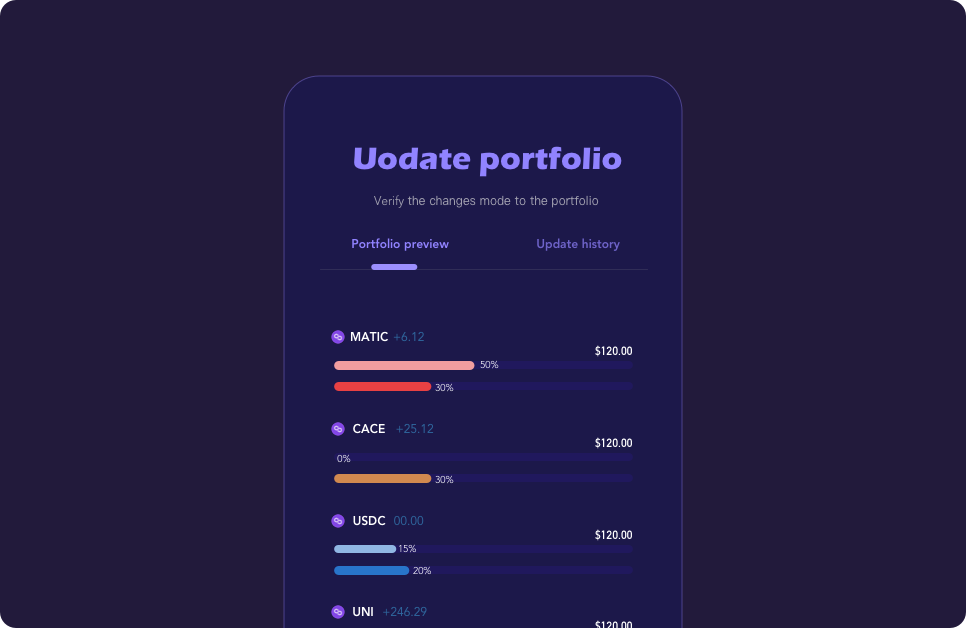 Uodate portfolio
Verify the changes mode to the portfolio
Portfolio preview
Update history
MATIC +6.12
$120.00
50%
30%
CACE +25.12
$120.00
0%
30%
USDC 00.00
$120.00
15%
20%
UNI +246.29
$120.00